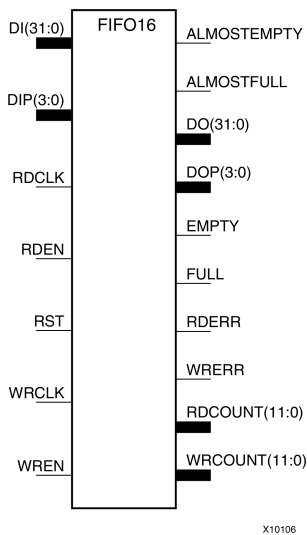 FIFO16
DI(31:0)
DIP(3:0)
RDCLK
RDEN
RST
WRCLK
WREN
ALMOSTEMPTY
ALMOSTFULL
DO(31:0)
DOP(3:0)
EMPTY
FULL
RDERR
WRERR
RDCOUNT(11:0)
WRCOUNT(11:0)
X10106